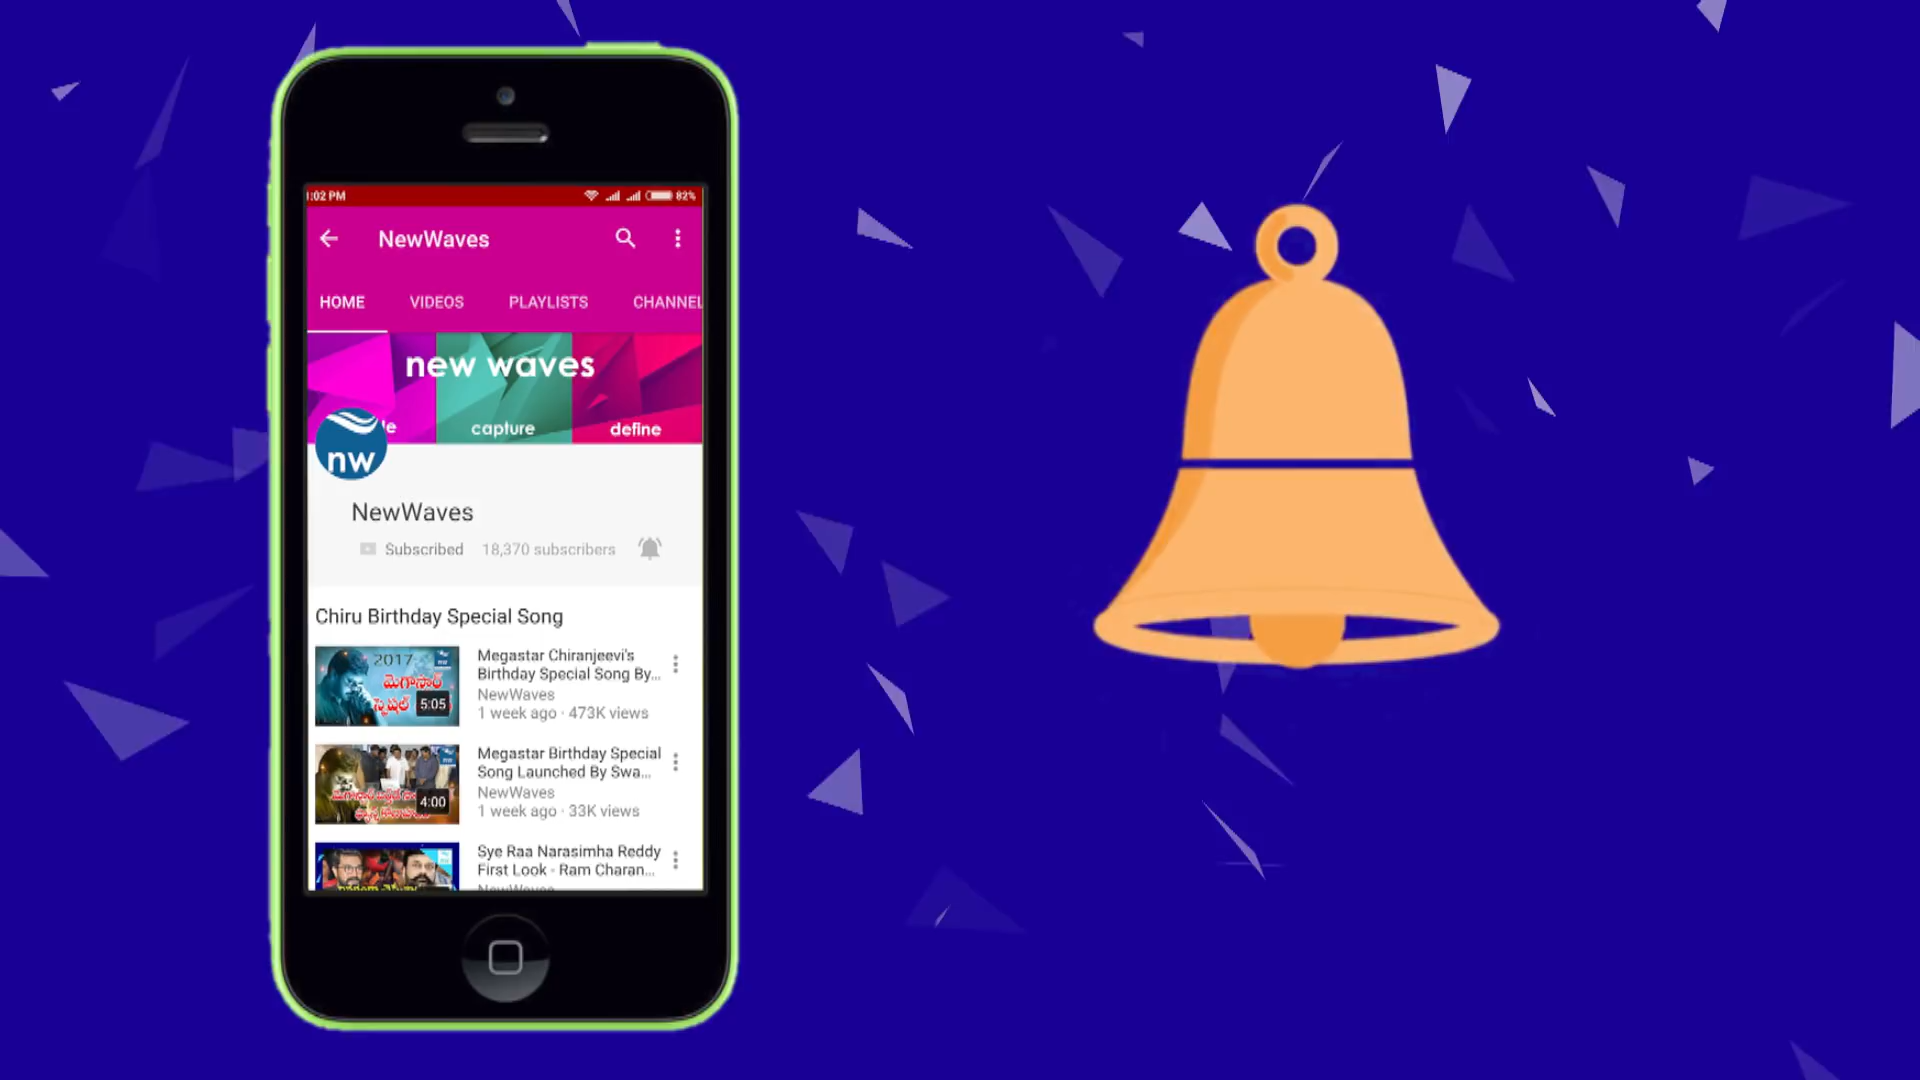 1:02 PM
82%
NewWaves
HOME VIDEOS PLAYLISTS CHANNEL
new waves
capture
define
nw
NewWaves
Subscribed 18,370 subscribers
Chiru Birthday Special Song
2017
మెగాస్టార్
స్పెషల్
5:05
Megastar Chiranjeevi's
Birthday Special Song By...
NewWaves
1 week ago · 473K views
4:00
Megastar Birthday Special
Song Launched By Swa...
NewWaves
1 week ago · 33K views
Sye Raa Narasimha Reddy
First Look - Ram Charan...
NewWaves